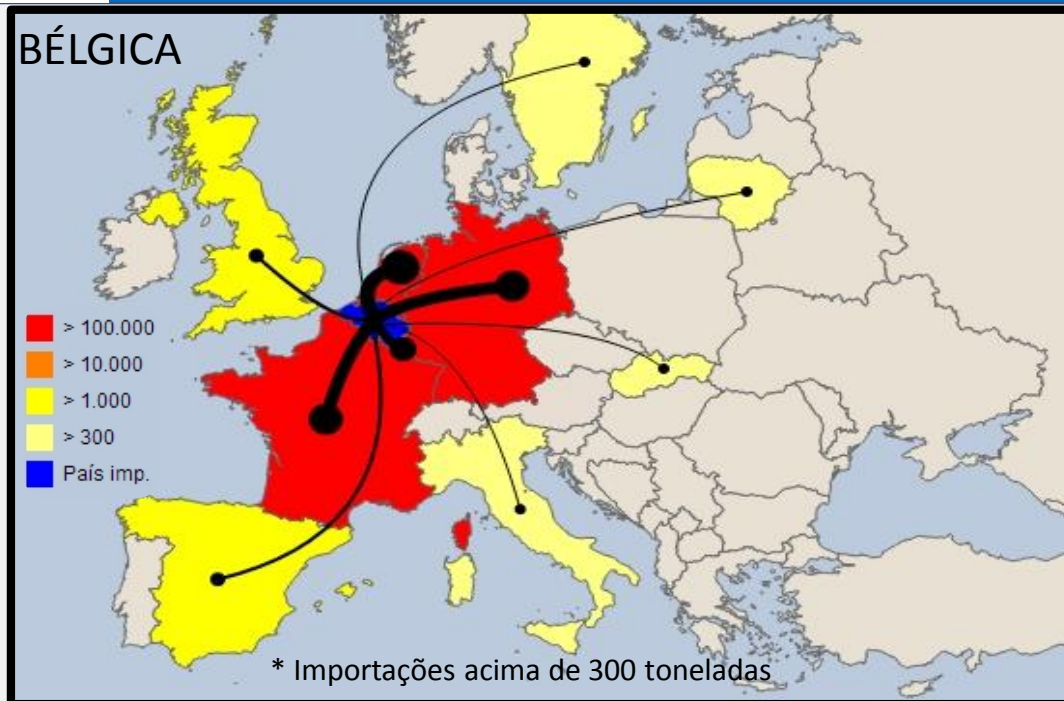 BÉLGICA
> 100.000
> 10.000
> 1.000
> 300
País imp.
* Importações acima de 300 toneladas